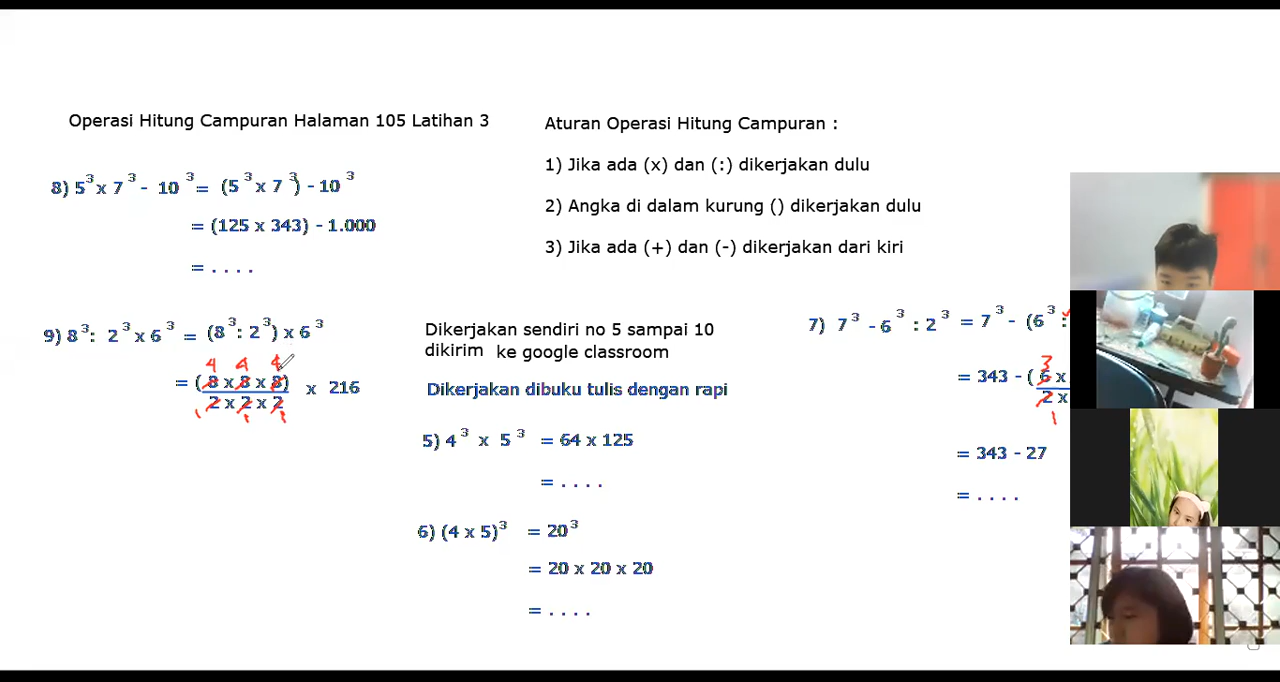 Operasi Hitung Campuran Halaman 105 Latihan 3
8) 5³ x 7³ - 10³ = (5³ x 7³) - 10³
= (125 x 343) - 1.000
= . . . .
9) 8³ : 2³ x 6³ = (8³ : 2³) x 6³
4 4 4
= (8 x 8 x 8) x 216
2 x 2 x 2
1 1 1
Aturan Operasi Hitung Campuran :
1) Jika ada (x) dan (:) dikerjakan dulu
2) Angka di dalam kurung () dikerjakan dulu
3) Jika ada (+) dan (-) dikerjakan dari kiri
Dikerjakan sendiri no 5 sampai 10
dikirim ke google classroom
Dikerjakan dibuku tulis dengan rapi
5) 4³ x 5³ = 64 x 125
= . . . .
6) (4 x 5)³ = 20³
= 20 x 20 x 20
= . . . .
7) 7³ - 6³ : 2³ = 7³ - (6³ :
3
= 343 - (6 x
2 x
1
= 343 - 27
= . . . .